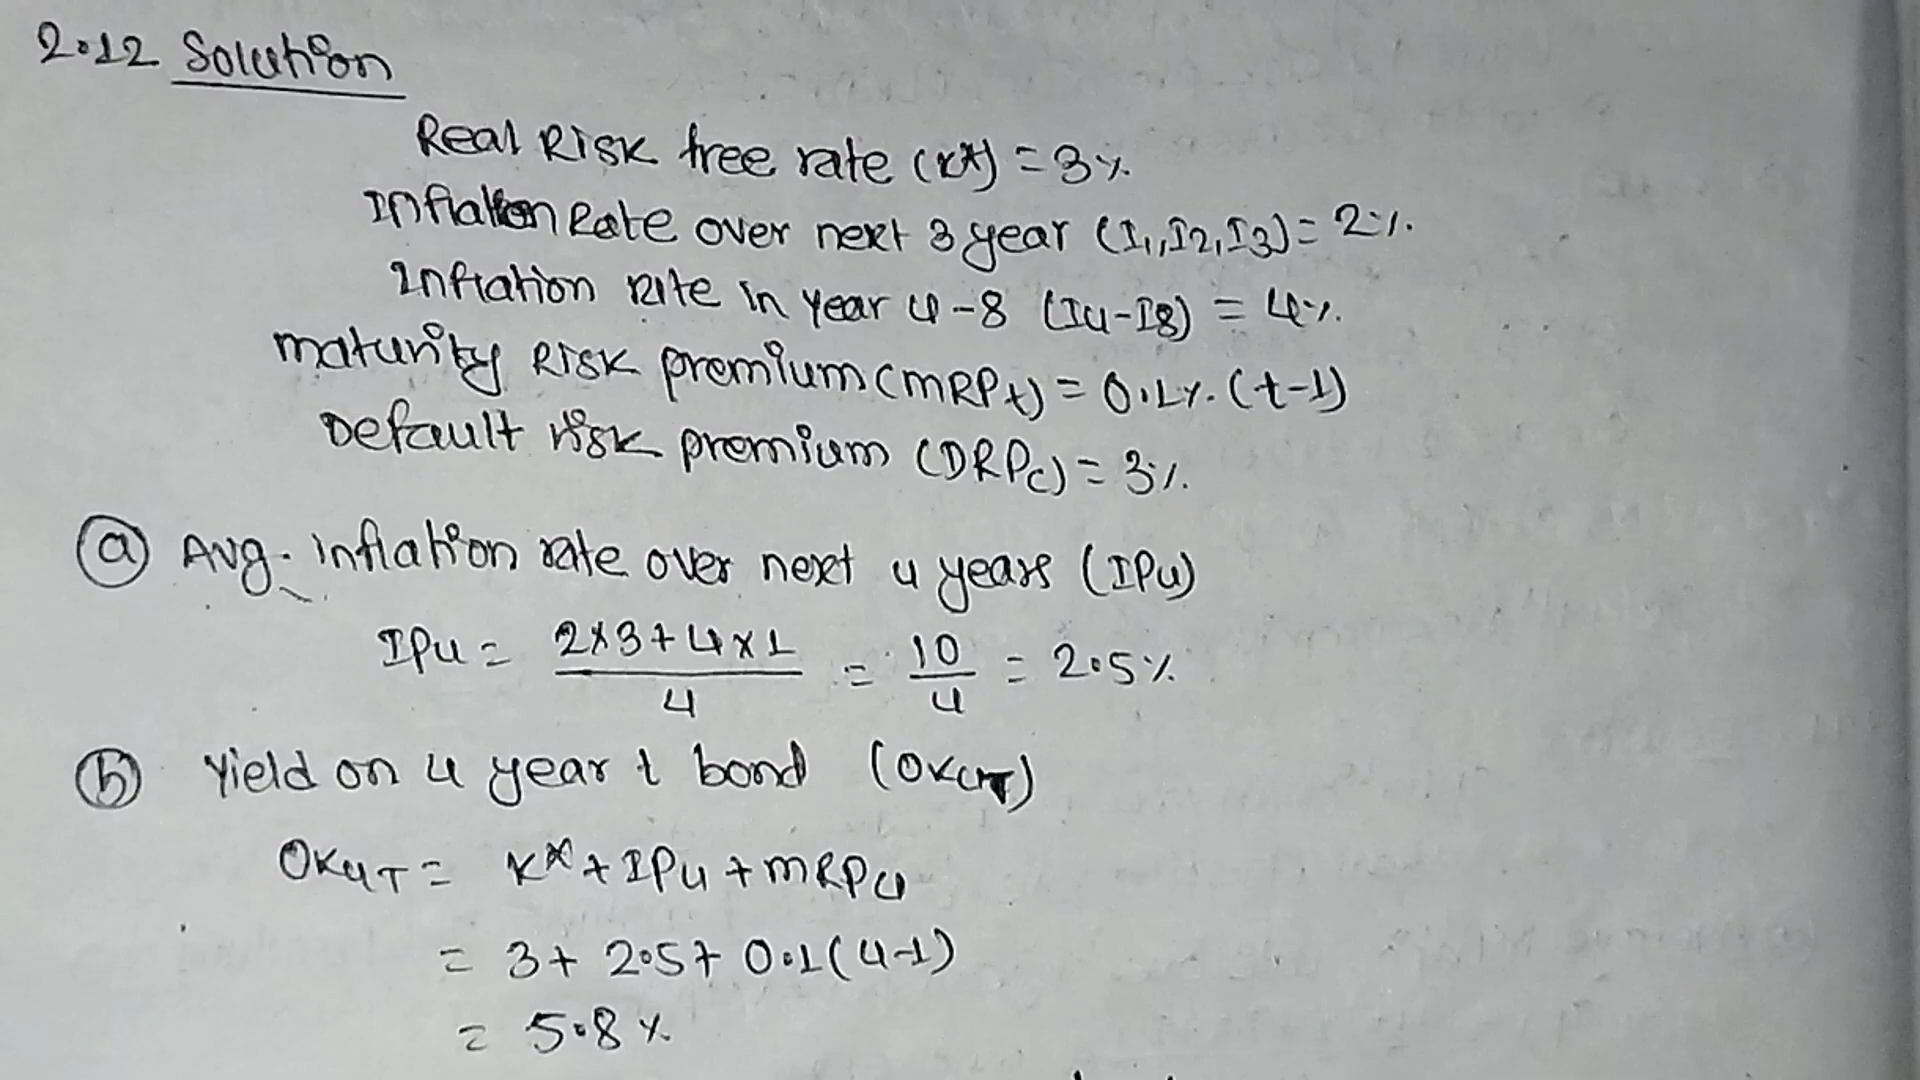 2.12 Solution
Real Risk free rate (k*) = 3%
Inflation Rate over next 3 year (I1, I2, I3) = 2%.
Inflation rate in year 4-8 (I4-I8) = 4%.
maturity Risk premium (MRPt) = 0.1%. (t-1)
Default risk premium (DRPc) = 3%.
(a) Avg. inflation rate over next 4 years (IP4)
IP4 = (2×3+4×1)/4 = 10/4 = 2.5%
(b) Yield on 4 year t bond (OK4T)
OK4T = K* + IP4 + MRP4
= 3 + 2.5 + 0.1(4-1)
= 5.8%